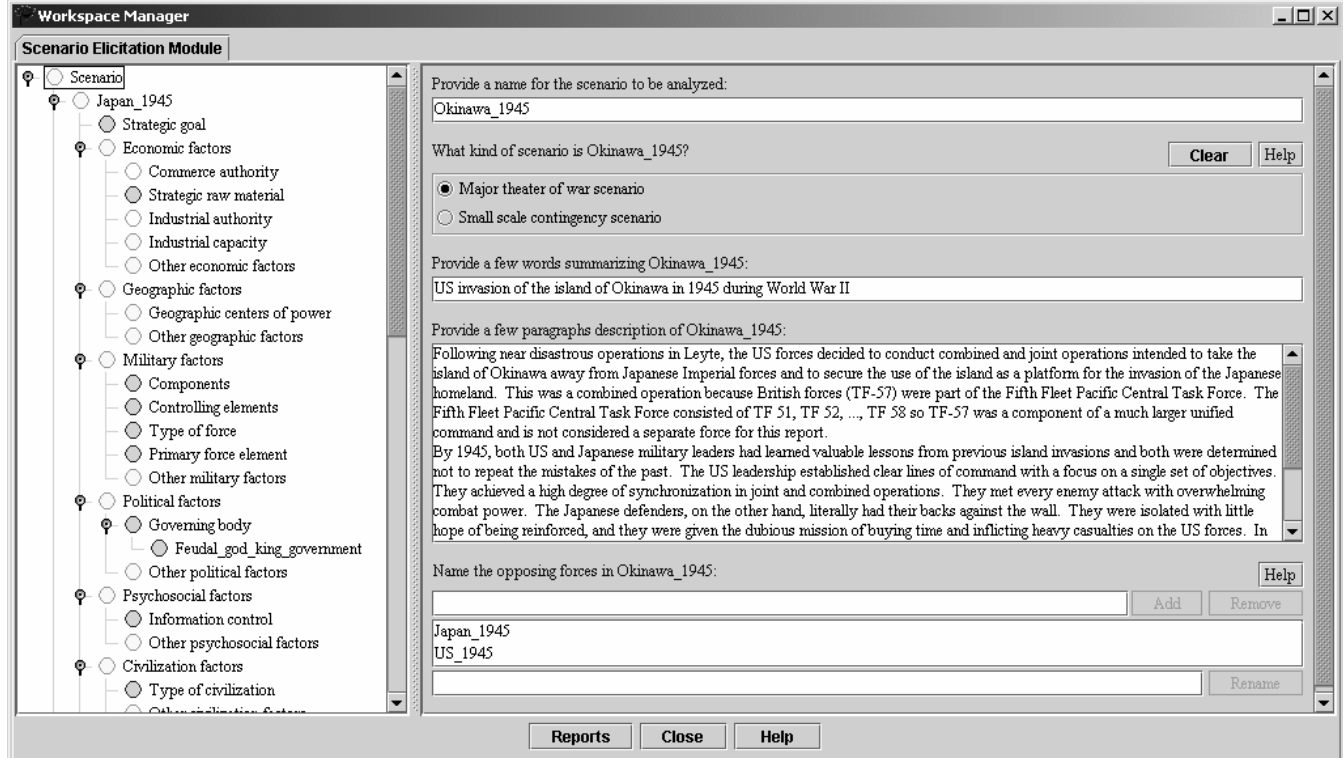 Workspace Manager
Scenario Elicitation Module
Scenario
Japan_1945
Strategic goal
Economic factors
Commerce authority
Strategic raw material
Industrial authority
Industrial capacity
Other economic factors
Geographic factors
Geographic centers of power
Other geographic factors
Military factors
Components
Controlling elements
Type of force
Primary force element
Other military factors
Political factors
Governing body
Feudal_god_king_government
Other political factors
Psychosocial factors
Information control
Other psychosocial factors
Civilization factors
Type of civilization
Other civilization factors
Provide a name for the scenario to be analyzed:
Okinawa_1945
What kind of scenario is Okinawa_1945?
Clear
Help
Major theater of war scenario
Small scale contingency scenario
Provide a few words summarizing Okinawa_1945:
US invasion of the island of Okinawa in 1945 during World War II
Provide a few paragraphs description of Okinawa_1945:
Following near disastrous operations in Leyte, the US forces decided to conduct combined and joint operations intended to take the
island of Okinawa away from Japanese Imperial forces and to secure the use of the island as a platform for the invasion of the Japanese
homeland.  This was a combined operation because British forces (TF-57) were part of the Fifth Fleet Pacific Central Task Force.  The
Fifth Fleet Pacific Central Task Force consisted of TF 51, TF 52, ..., TF 58 so TF-57 was a component of a much larger unified
command and is not considered a separate force for this report.
By 1945, both US and Japanese military leaders had learned valuable lessons from previous island invasions and both were determined
not to repeat the mistakes of the past.  The US leadership established clear lines of command with a focus on a single set of objectives.
They achieved a high degree of synchronization in joint and combined operations.  They met every enemy attack with overwhelming
combat power.  The Japanese defenders, on the other hand, literally had their backs against the wall.  They were isolated with little
hope of being reinforced, and they were given the dubious mission of buying time and inflicting heavy casualties on the US forces.  In
Name the opposing forces in Okinawa_1945:
Help
Add
Remove
Japan_1945
US_1945
Rename
Reports
Close
Help